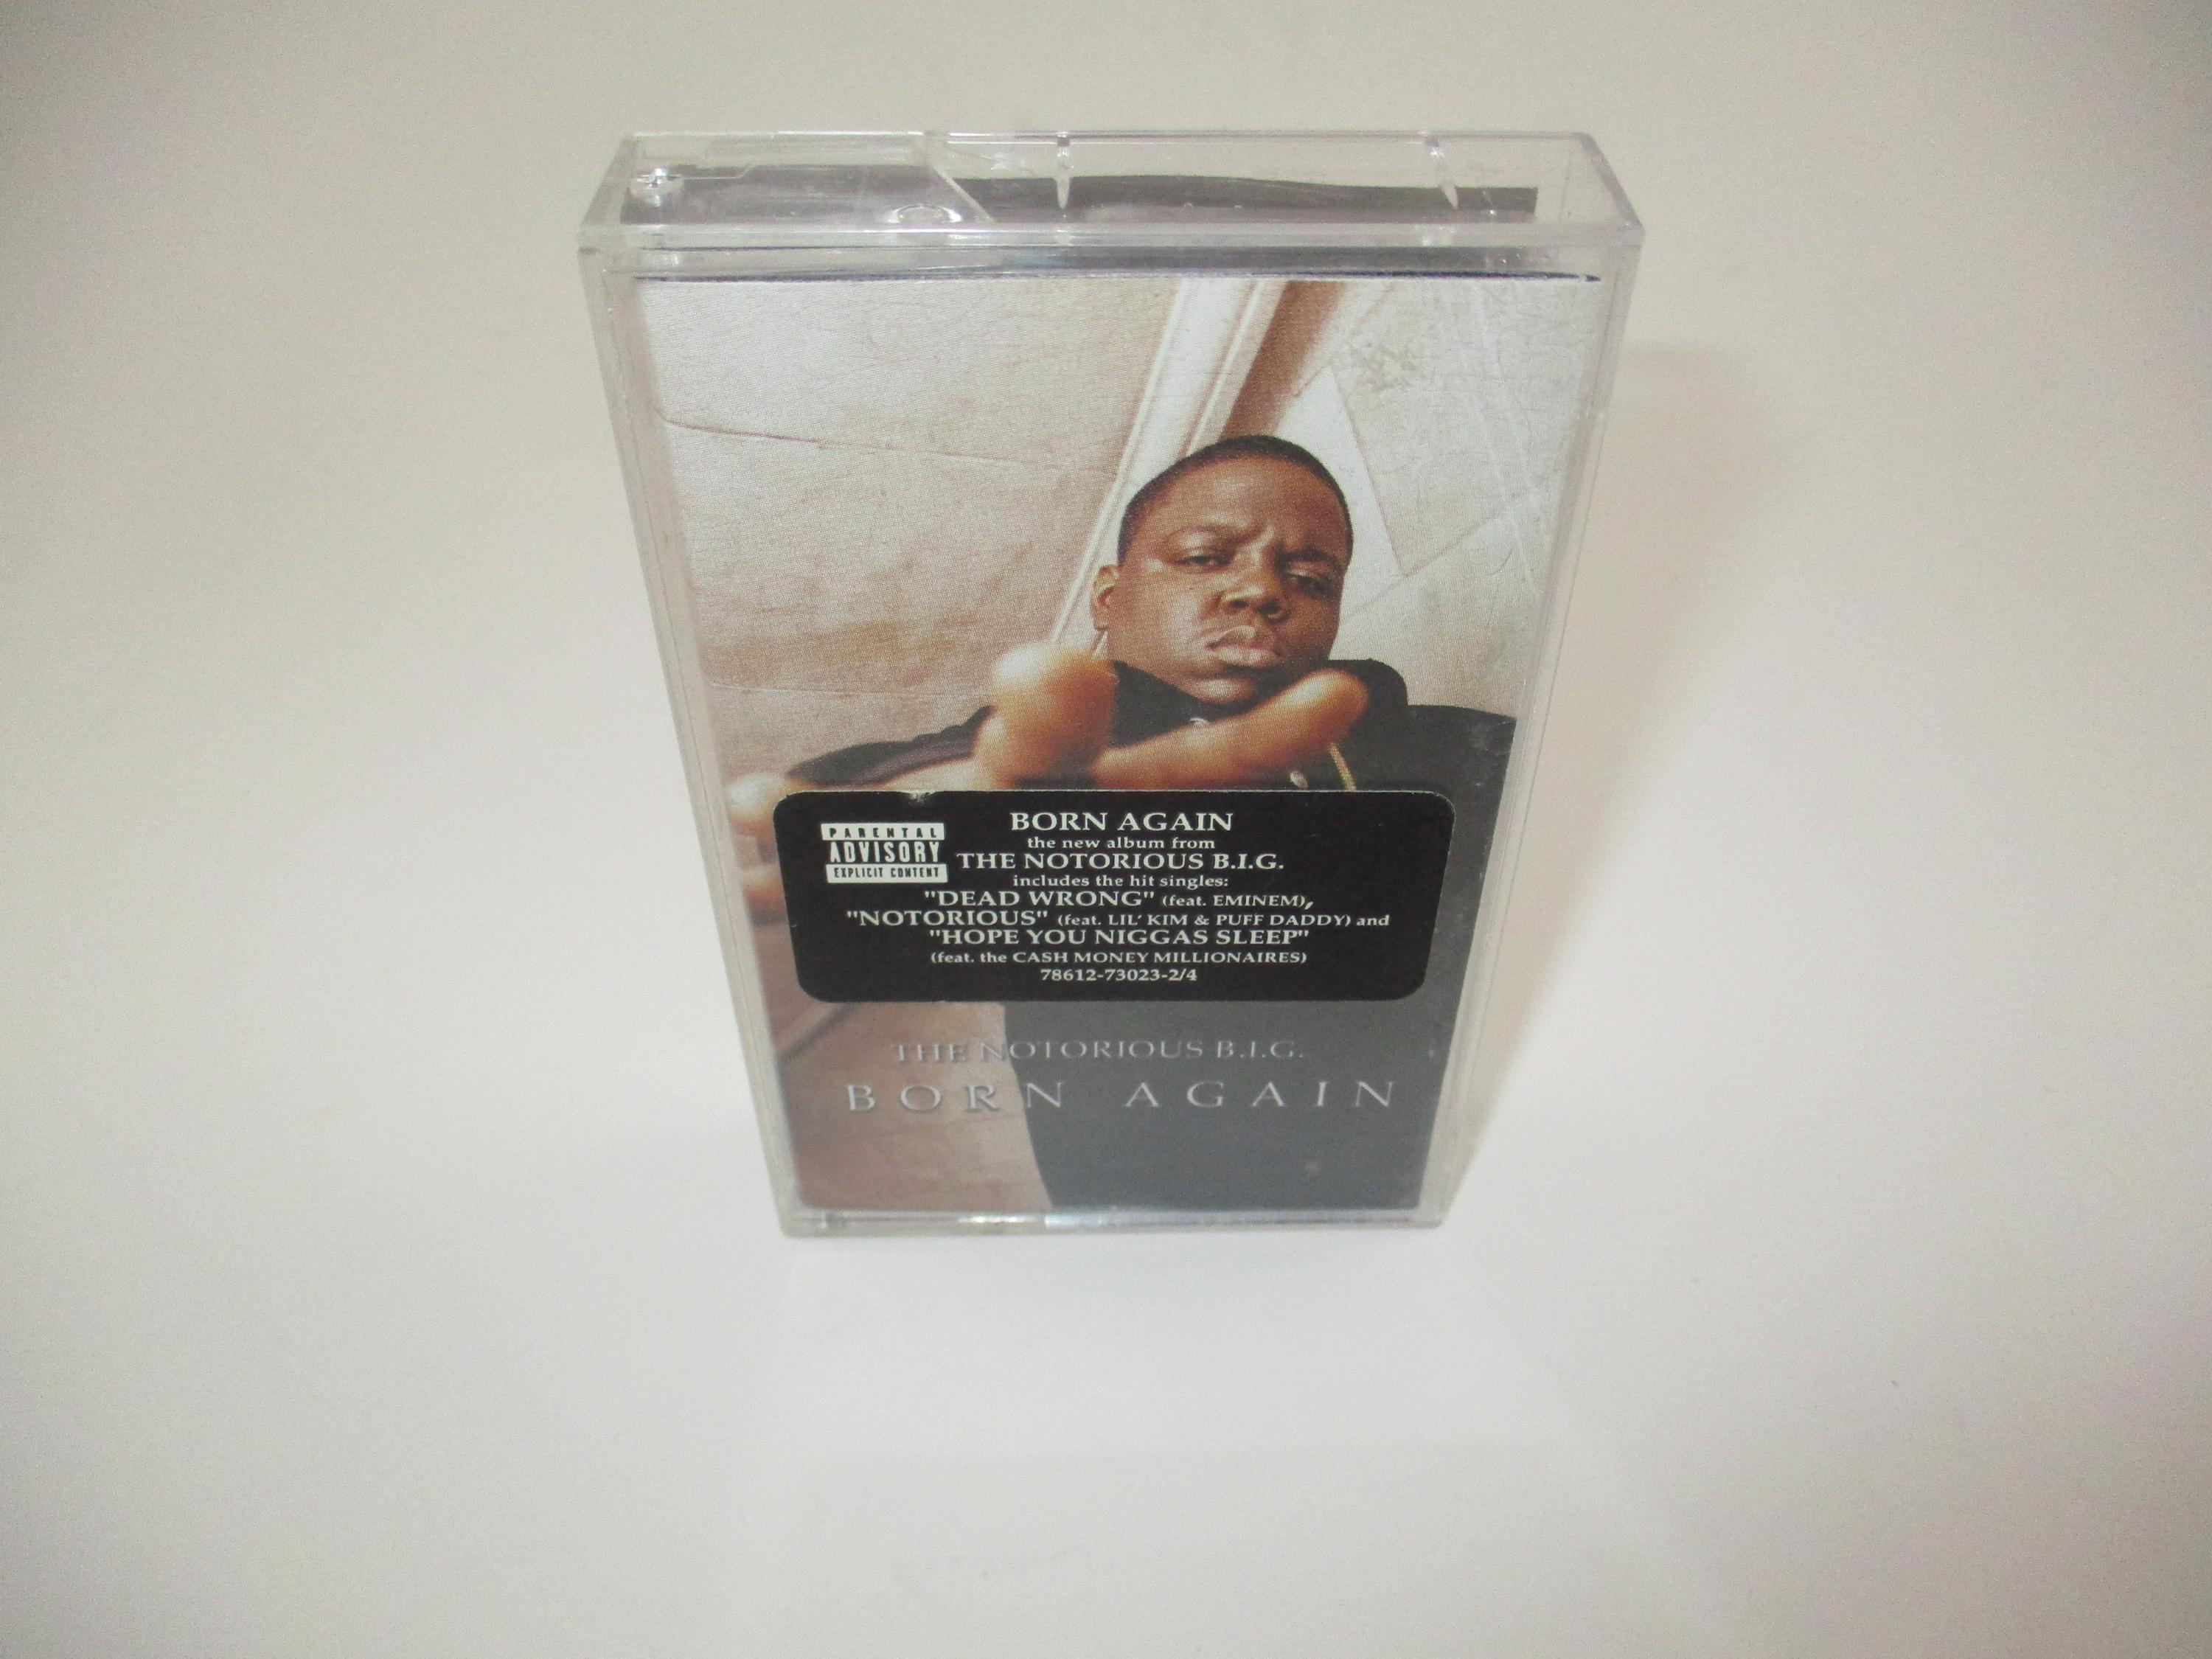 PARENTAL
ADVISORY
EXPLICIT CONTENT
BORN AGAIN
the new album from
THE NOTORIOUS B.I.G.
includes the hit singles:
"DEAD WRONG" (feat. EMINEM),
"NOTORIOUS" (feat. LIL' KIM & PUFF DADDY) and
"HOPE YOU NIGGAS SLEEP"
(feat. the CASH MONEY MILLIONAIRES)
78612-73023-2/4
THE NOTORIOUS B.I.G.
BORN AGAIN